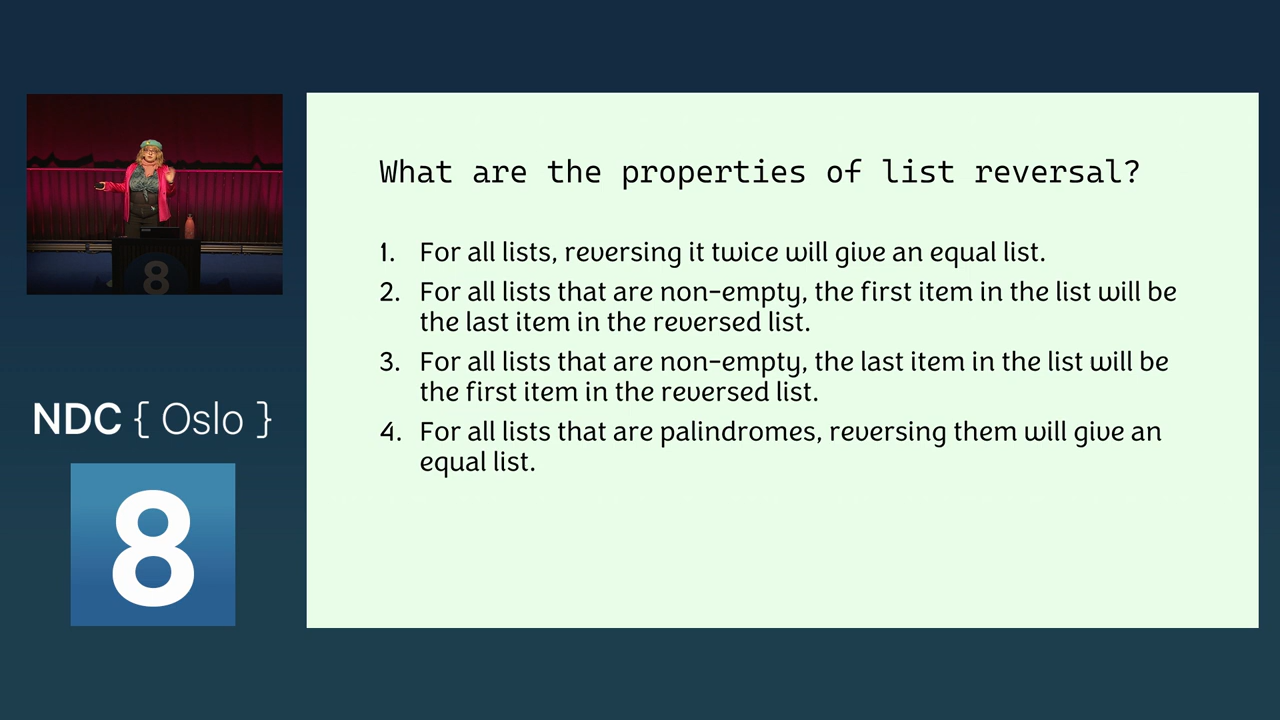 What are the properties of list reversal?
1. For all lists, reversing it twice will give an equal list.
2. For all lists that are non-empty, the first item in the list will be
the last item in the reversed list.
3. For all lists that are non-empty, the last item in the list will be
the first item in the reversed list.
4. For all lists that are palindromes, reversing them will give an
equal list.
8
NDC { Oslo }
8